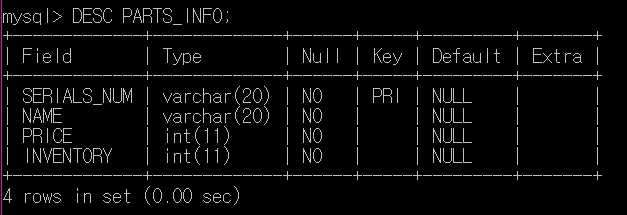 mysql> DESC PARTS_INFO;
+-------------+-------------+------+-----+---------+-------+
| Field       | Type        | Null | Key | Default | Extra |
+-------------+-------------+------+-----+---------+-------+
| SERIALS_NUM | varchar(20) | NO   | PRI | NULL    |       |
| NAME        | varchar(20) | NO   |     | NULL    |       |
| PRICE       | int(11)     | NO   |     | NULL    |       |
| INVENTORY   | int(11)     | NO   |     | NULL    |       |
+-------------+-------------+------+-----+---------+-------+
4 rows in set (0.00 sec)